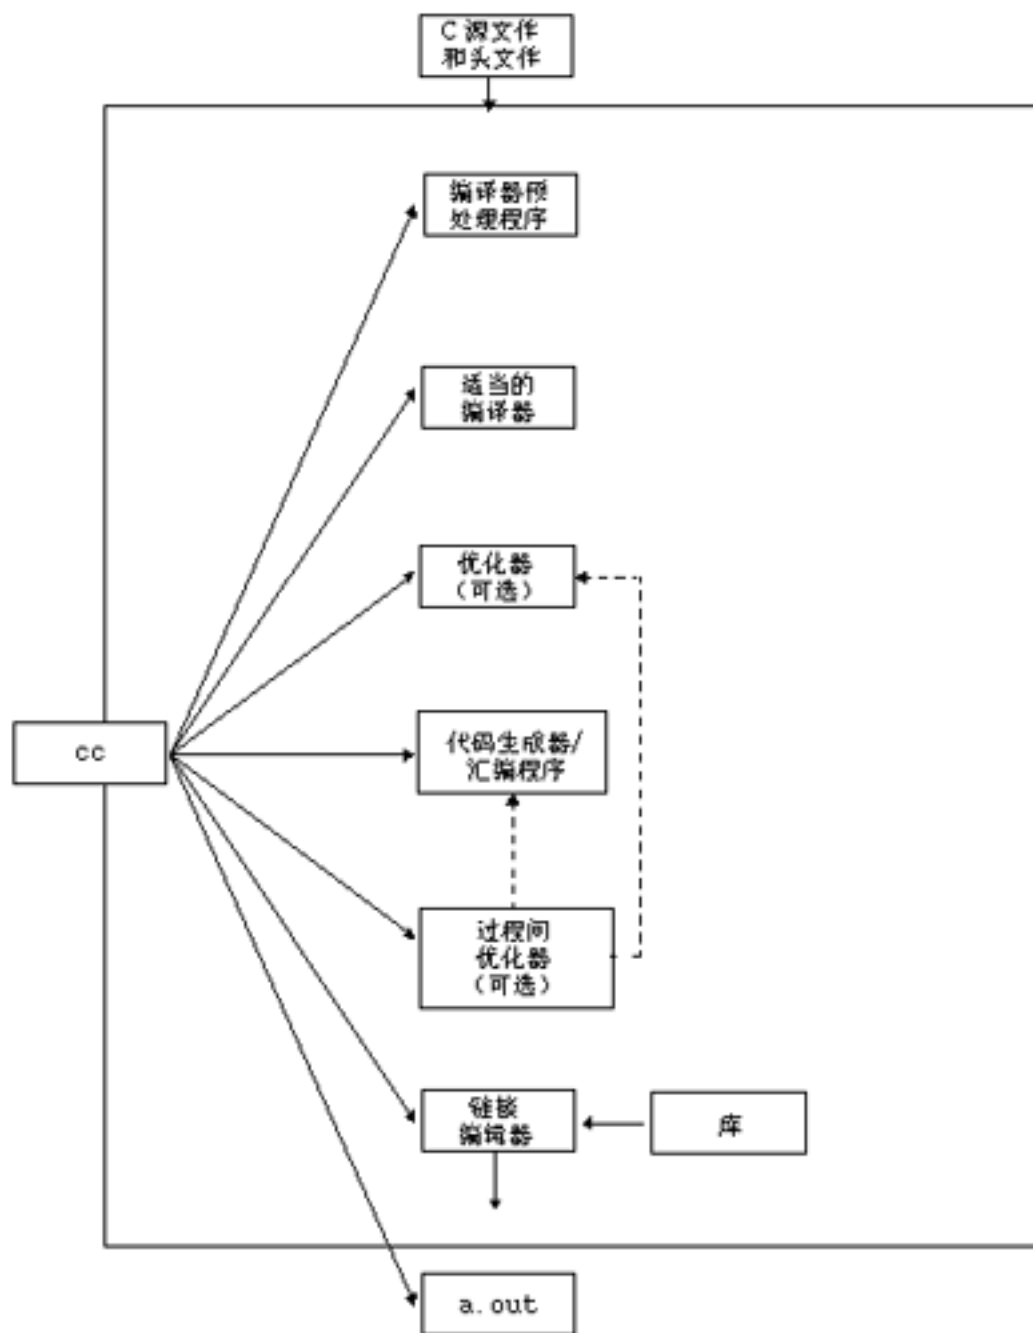 C 源文件
和头文件
编译器预
处理程序
适当的
编译器
优化器
（可选）
cc
代码生成器/
汇编程序
过程间
优化器
（可选）
链接
编辑器
库
a.out